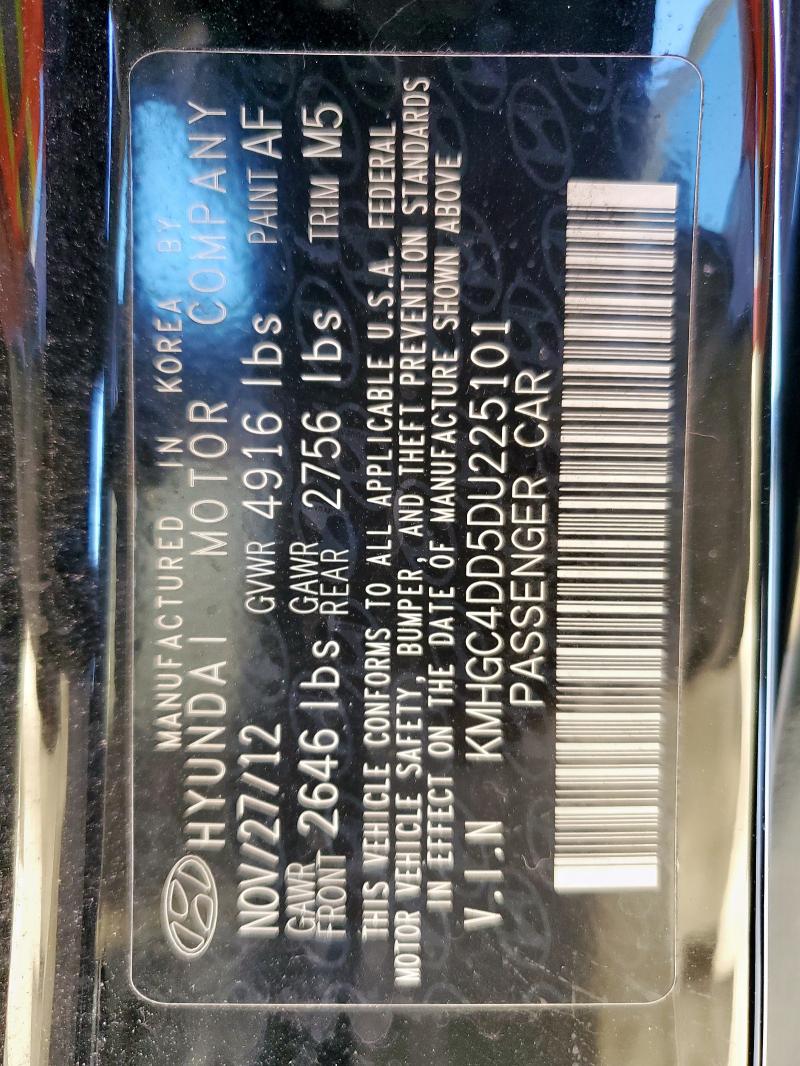 MANUFACTURED IN KOREA BY
HYUNDAI MOTOR COMPANY
NOV/27/12 GVWR 4916 lbs PAINT AF
GAWR FRONT 2646 lbs GAWR REAR 2756 lbs TRIM M5
THIS VEHICLE CONFORMS TO ALL APPLICABLE U.S.A. FEDERAL
MOTOR VEHICLE SAFETY, BUMPER, AND THEFT PREVENTION STANDARDS
IN EFFECT ON THE DATE OF MANUFACTURE SHOWN ABOVE
V.I.N KMHGC4DD5DU225101
PASSENGER CAR